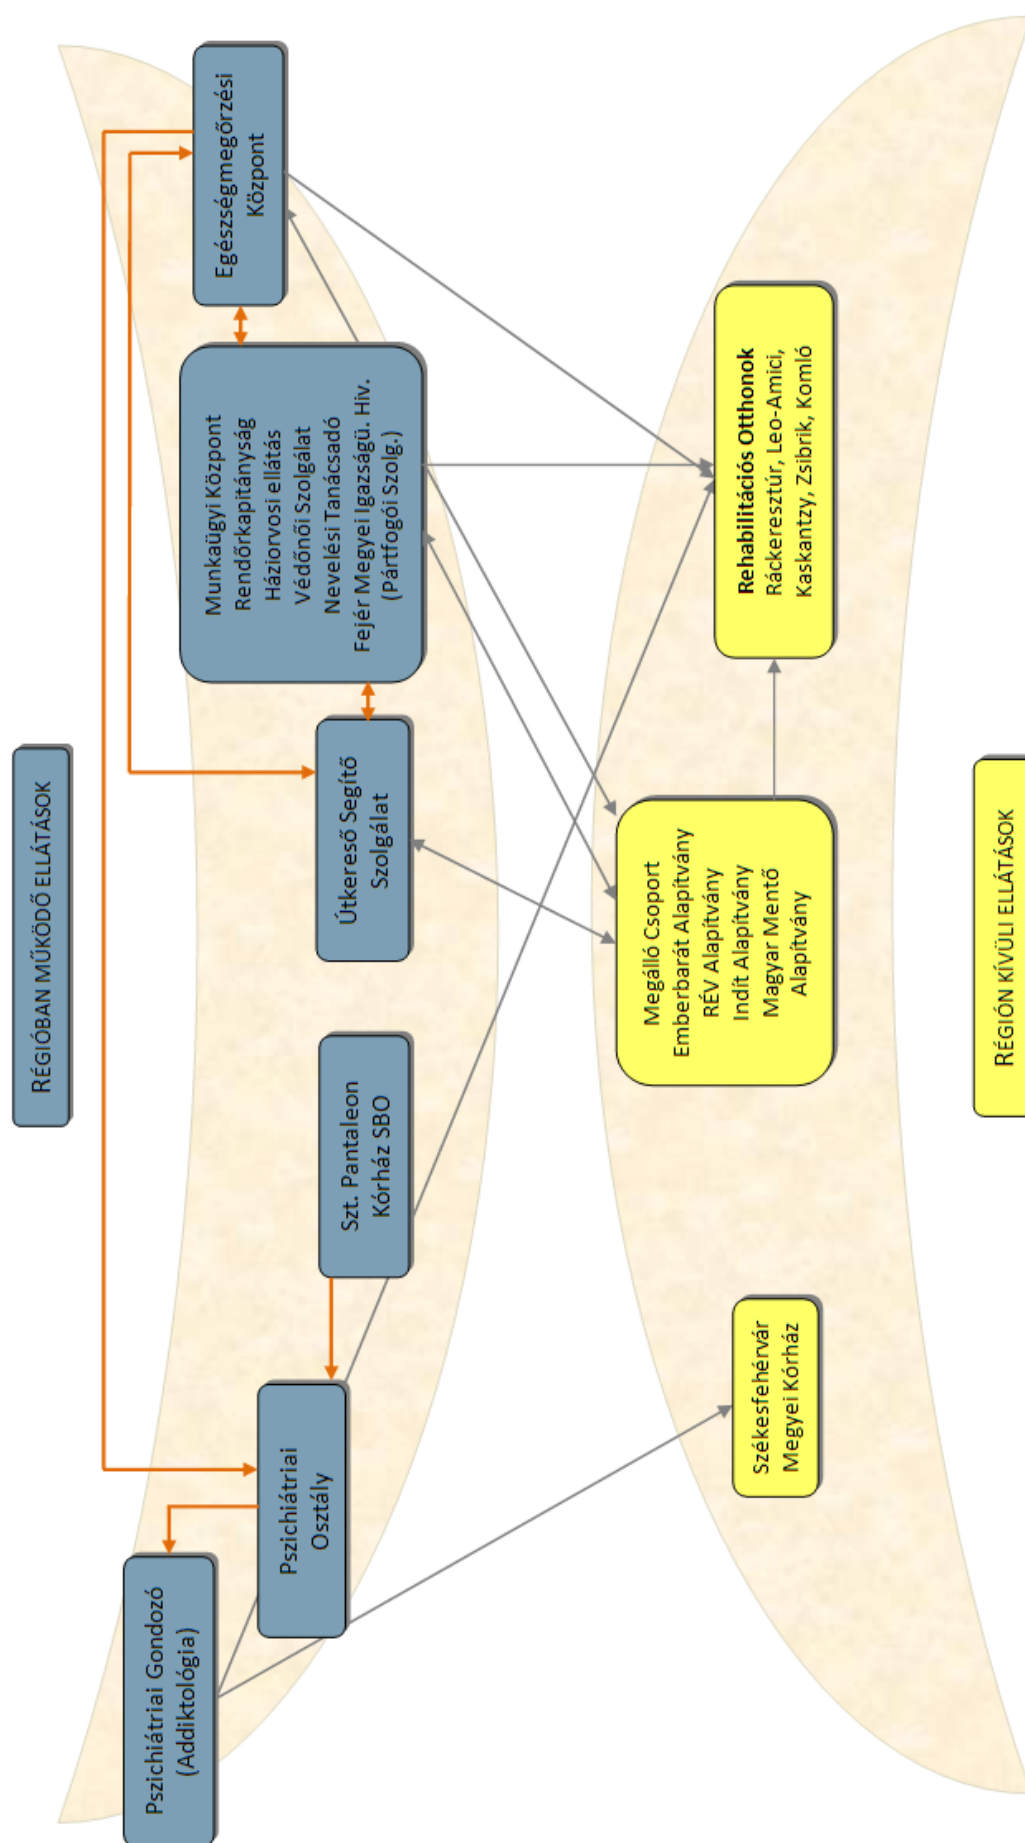 RÉGIÓBAN MŰKÖDŐ ELLÁTÁSOK
Pszichiátriai Gondozó
(Addiktológia)
Pszichiátriai
Osztály
Szt. Pantaleon
Kórház SBO
Útkereső Segítő
Szolgálat
Munkaügyi Központ
Rendőrkapitányság
Háziorvosi ellátás
Védőnői Szolgálat
Nevelési Tanácsadó
Fejér Megyei Igazságü. Hiv.
(Pártfogói Szolg.)
Egészségmegőrzési
Központ
Székesfehérvár
Megyei Kórház
Megálló Csoport
Emberbarát Alapítvány
RÉV Alapítvány
Indít Alapítvány
Magyar Mentő
Alapítvány
Rehabilitációs Otthonok
Ráckeresztúr, Leo-Amici,
Kaskantzy, Zsibrik, Komló
RÉGIÓN KÍVÜLI ELLÁTÁSOK